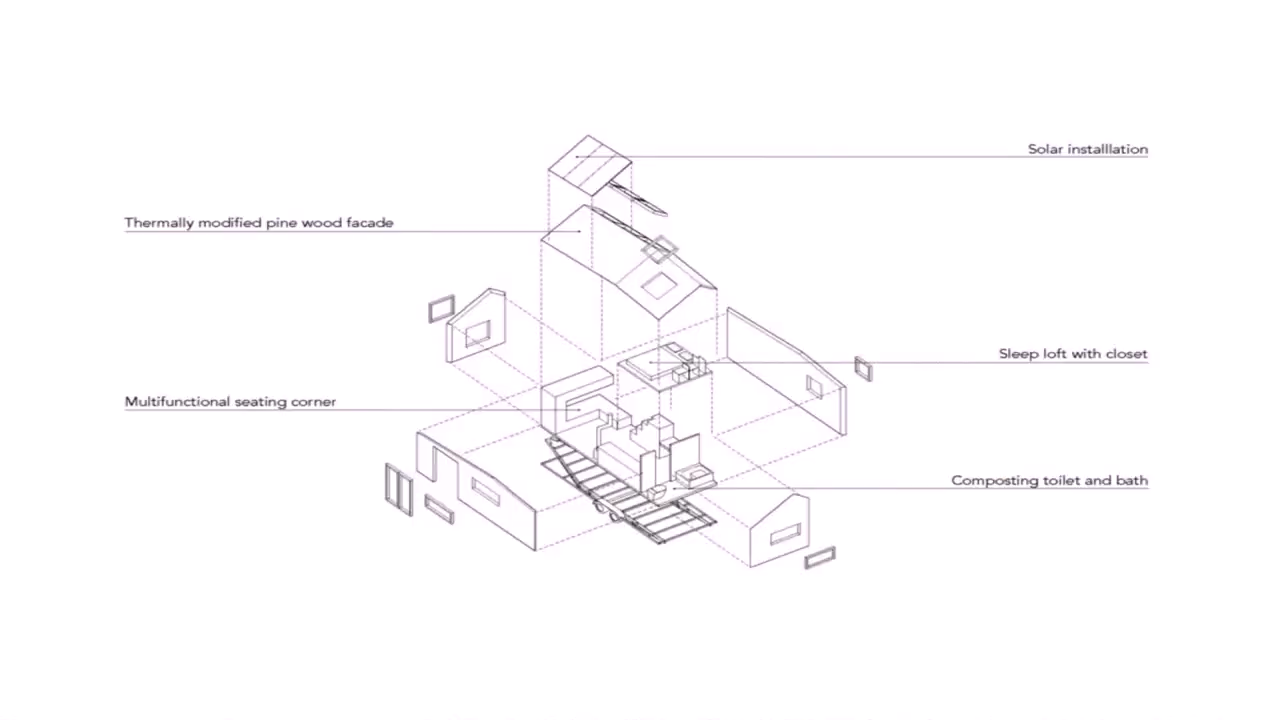 Solar installlation
Thermally modified pine wood facade
Sleep loft with closet
Multifunctional seating corner
Composting toilet and bath